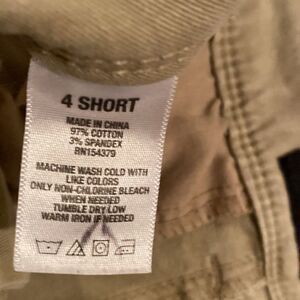 4 SHORT
MADE IN CHINA
97% COTTON
3% SPANDEX
RN154379
MACHINE WASH COLD WITH
LIKE COLORS
ONLY NON-CHLORINE BLEACH
WHEN NEEDED
TUMBLE DRY LOW
WARM IRON IF NEEDED